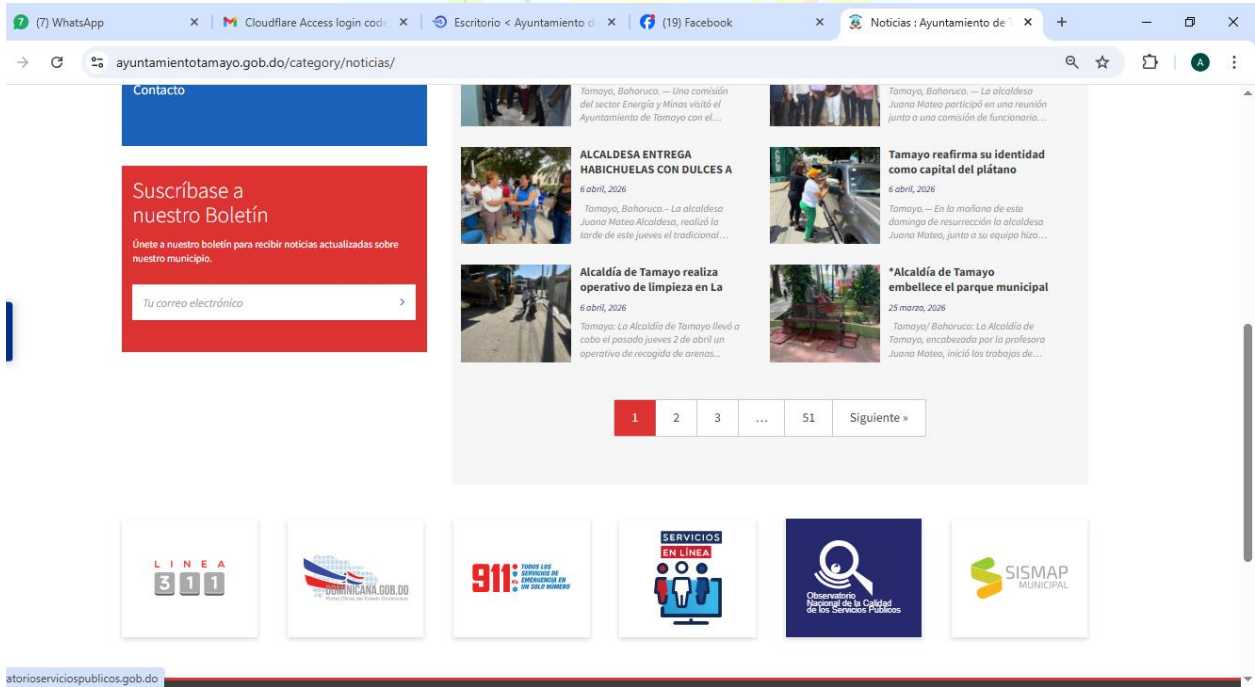 (7) WhatsApp
Cloudflare Access login code
Escritorio < Ayuntamiento d
(19) Facebook
Noticias : Ayuntamiento de T
ayuntamientotamayo.gob.do/category/noticias/
A
Contacto
Suscríbase a
nuestro Boletín
Únete a nuestro boletín para recibir noticias actualizadas sobre
nuestro municipio.
Tu correo electrónico
Tamayo, Bahoruco. — Una comisión
del sector Energía y Minas visitó el
Ayuntamiento de Tamayo con el...
Tamayo, Bahoruco. — La alcaldesa
Juana Mateo participó en una reunión
junto a una comisión de funcionario...
ALCALDESA ENTREGA
HABICHUELAS CON DULCES A
6 abril, 2026
Tamayo, Bahoruco.– La alcaldesa
Juana Mateo Alcaldesa, realizó la
tarde de este jueves el tradicional...
Tamayo reafirma su identidad
como capital del plátano
6 abril, 2026
Tamayo.— En la mañana de este
domingo de resurrección la alcaldesa
Juana Mateo, junto a su equipo hizo...
Alcaldía de Tamayo realiza
operativo de limpieza en La
6 abril, 2026
Tamayo: La Alcaldía de Tamayo llevó a
cabo el pasado jueves 2 de abril un
operativo de recogida de arenas...
*Alcaldía de Tamayo
embellece el parque municipal
25 marzo, 2026
Tamayo/ Bahoruco: La Alcaldía de
Tamayo, encabezada por la profesora
Juana Mateo, inició los trabajos de...
1 2 3 ... 51 Siguiente »
LINEA
311
DOMINICANA.GOB.DO
Portal Oficial del Estado Dominicano
911
TODOS LOS
SERVICIOS DE
EMERGENCIA EN
UN SOLO NÚMERO
SERVICIOS
EN LÍNEA
Observatorio
Nacional de la Calidad
de los Servicios Públicos
SISMAP
MUNICIPAL
atorioserviciospublicos.gob.do